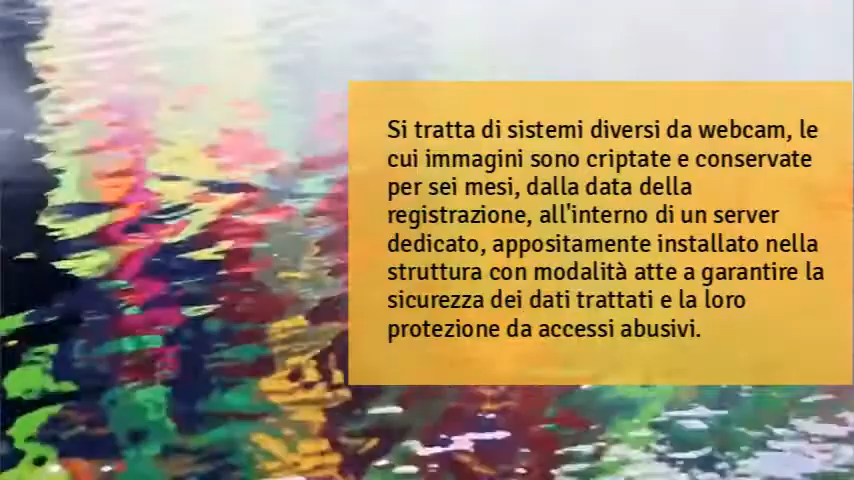 Si tratta di sistemi diversi da webcam, le
cui immagini sono criptate e conservate
per sei mesi, dalla data della
registrazione, all'interno di un server
dedicato, appositamente installato nella
struttura con modalità atte a garantire la
sicurezza dei dati trattati e la loro
protezione da accessi abusivi.